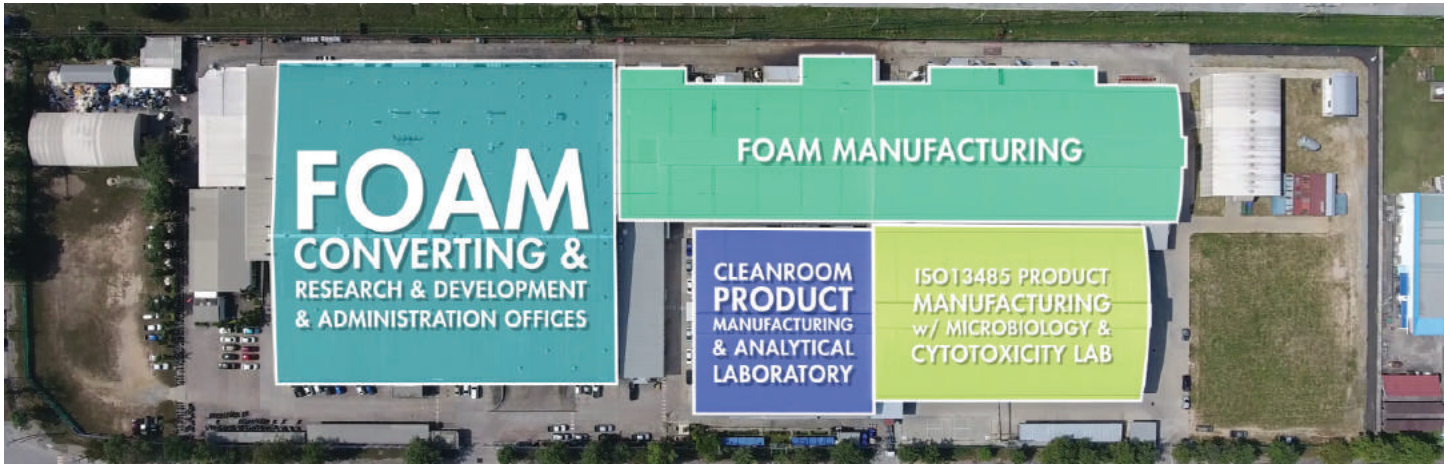 FOAM
CONVERTING &
RESEARCH & DEVELOPMENT
& ADMINISTRATION OFFICES
FOAM MANUFACTURING
CLEANROOM
PRODUCT
MANUFACTURING
& ANALYTICAL
LABORATORY
ISO13485 PRODUCT
MANUFACTURING
w/ MICROBIOLOGY &
CYTOTOXICITY LAB